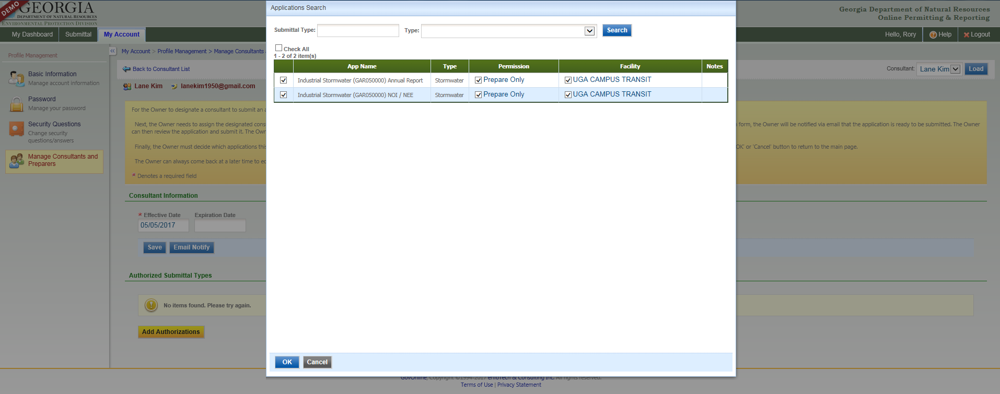 DEMO
GEORGIA
DEPARTMENT OF NATURAL RESOURCES
ENVIRONMENTAL PROTECTION DIVISION
Georgia Department of Natural Resources
Online Permitting & Reporting
My Dashboard Submittal My Account
Hello, Rory Help Logout
Profile Management
Basic Information
Manage account information
Password
Manage your password
Security Questions
Change security
questions/answers
Manage Consultants and
Preparers
My Account > Profile Management > Manage Consultants
Back to Consultant List
Consultant: Lane Kim Load
Lane Kim lanekim1950@gmail.com
For the Owner to designate a consultant to submit an
Next, the Owner needs to assign the designated
form, the Owner will be notified via email that the application is ready to be submitted. The Owner
can then review the application and submit it. The
Finally, the Owner must decide which applications
or 'Cancel' button to return to the main page.
The Owner can always come back at a later time to
* Denotes a required field
Consultant Information
* Effective Date Expiration Date
05/05/2017
Save Email Notify
Authorized Submittal Types
No items found. Please try again.
Add Authorizations
Applications Search
Submittal Type: Type: Search
Check All
1 - 2 of 2 item(s)
App Name Type Permission Facility Notes
Industrial Stormwater (GAR050000) Annual Report Stormwater Prepare Only UGA CAMPUS TRANSIT
Industrial Stormwater (GAR050000) NOI / NEE Stormwater Prepare Only UGA CAMPUS TRANSIT
OK Cancel
GovOnline, Copyright ©1994-2017 enfoTech & Consulting Inc. All rights reserved.
Terms of Use | Privacy Statement